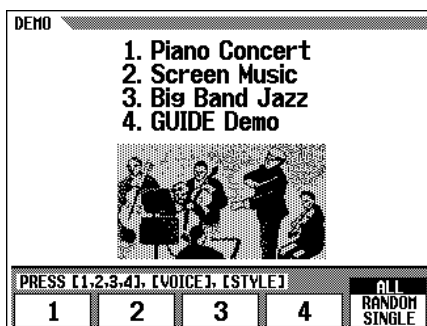 DEMO
1. Piano Concert
2. Screen Music
3. Big Band Jazz
4. GUIDE Demo
PRESS [1,2,3,4], [VOICE], [STYLE]
1 2 3 4
ALL
RANDOM
SINGLE